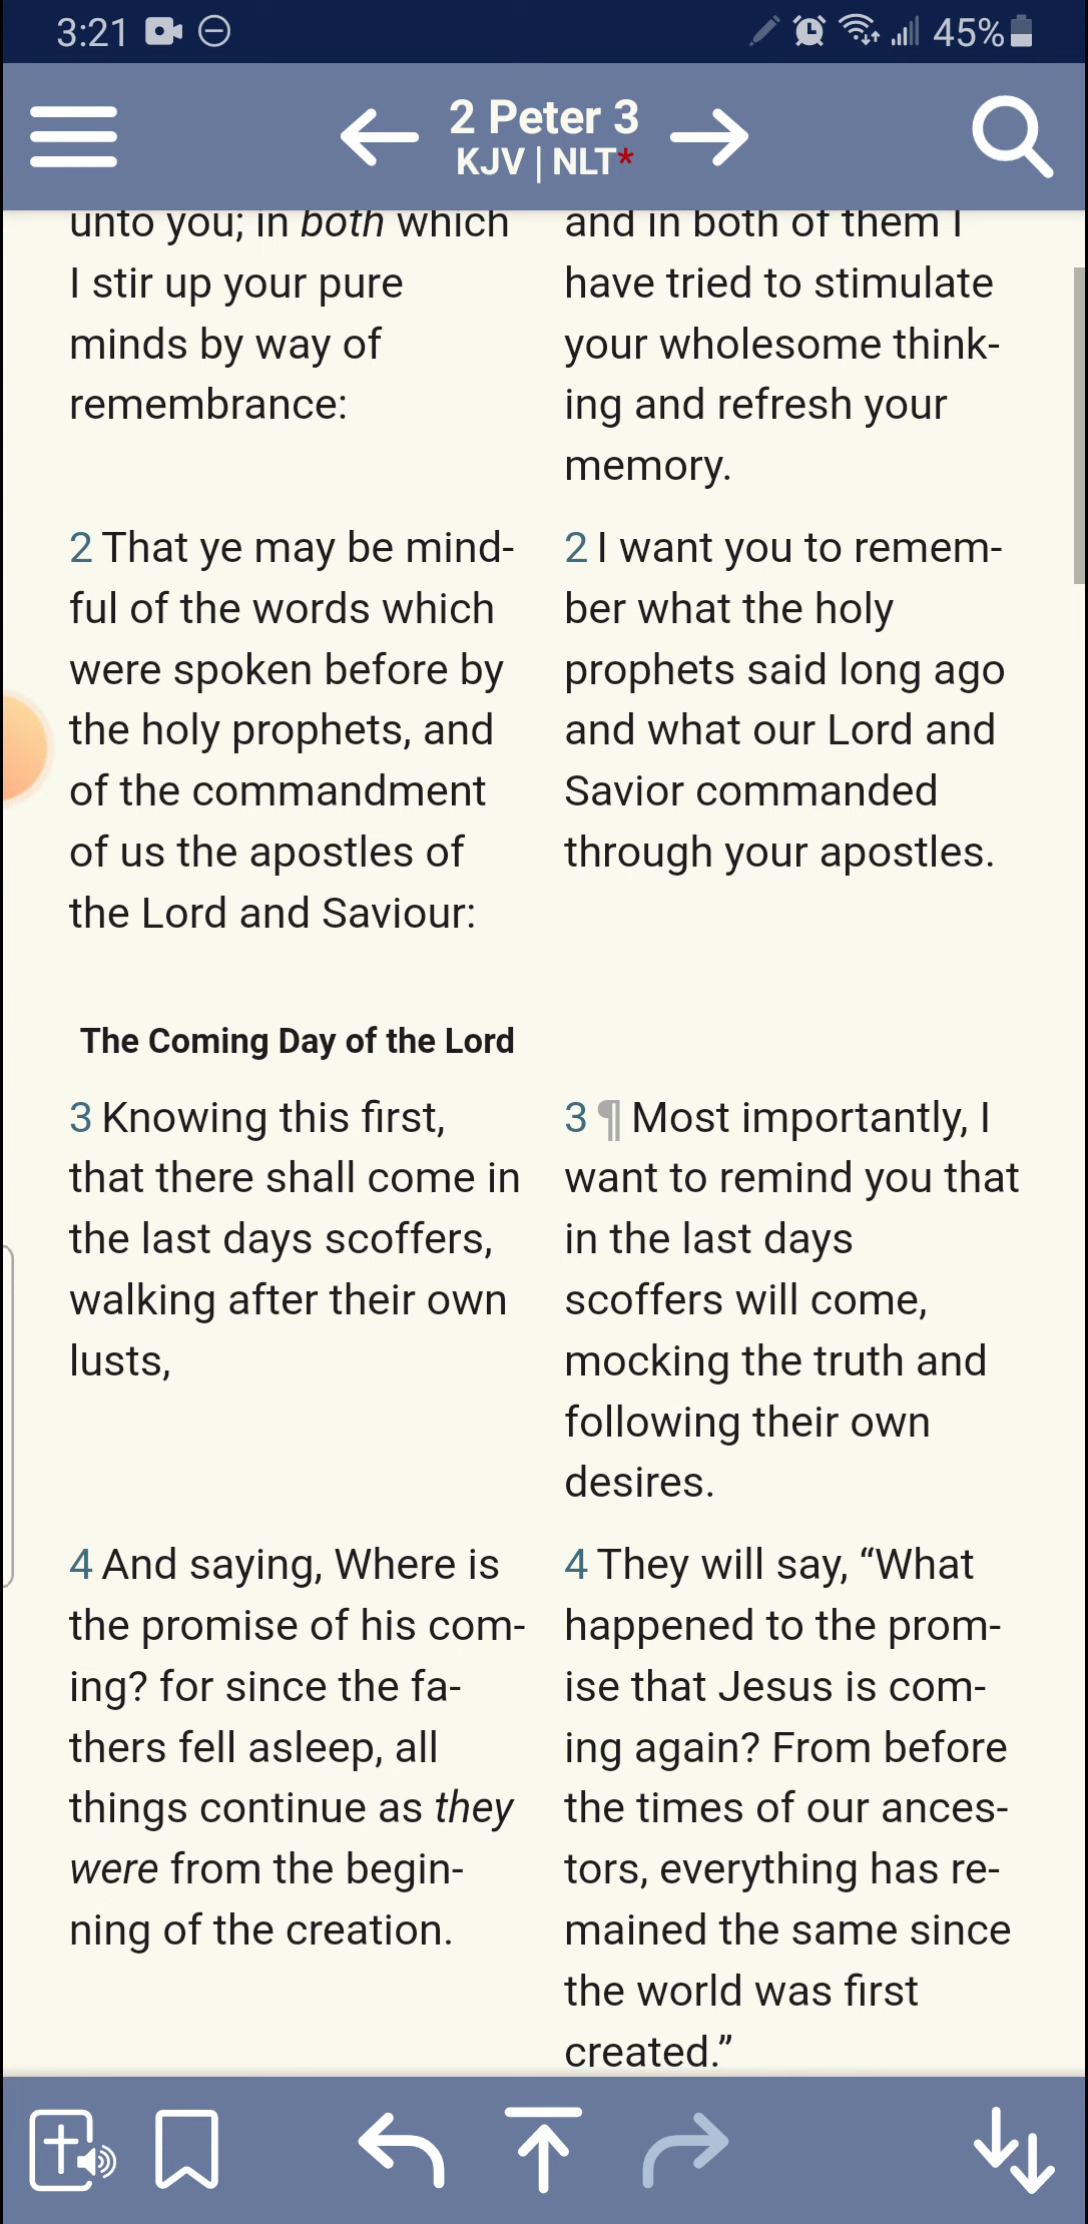 3:21
45%
2 Peter 3
KJV | NLT*
unto you; in both which
I stir up your pure
minds by way of
remembrance:
and in both of them I
have tried to stimulate
your wholesome think-
ing and refresh your
memory.
2 That ye may be mind-
ful of the words which
were spoken before by
the holy prophets, and
of the commandment
of us the apostles of
the Lord and Saviour:
2 I want you to remem-
ber what the holy
prophets said long ago
and what our Lord and
Savior commanded
through your apostles.
The Coming Day of the Lord
3 Knowing this first,
that there shall come in
the last days scoffers,
walking after their own
lusts,
3 ¶ Most importantly, I
want to remind you that
in the last days
scoffers will come,
mocking the truth and
following their own
desires.
4 And saying, Where is
the promise of his com-
ing? for since the fa-
thers fell asleep, all
things continue as they
were from the begin-
ning of the creation.
4 They will say, “What
happened to the prom-
ise that Jesus is com-
ing again? From before
the times of our ances-
tors, everything has re-
mained the same since
the world was first
created.”